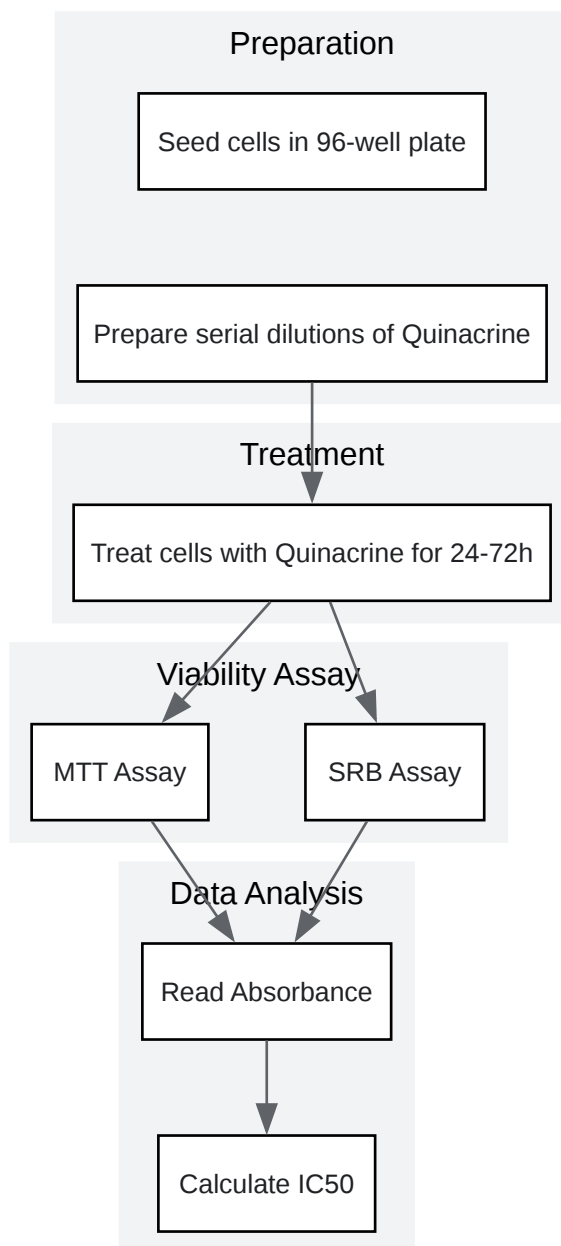 Preparation
Seed cells in 96-well plate
Prepare serial dilutions of Quinacrine
Treatment
Treat cells with Quinacrine for 24-72h
Viability Assay
MTT Assay
SRB Assay
Data Analysis
Read Absorbance
Calculate IC50